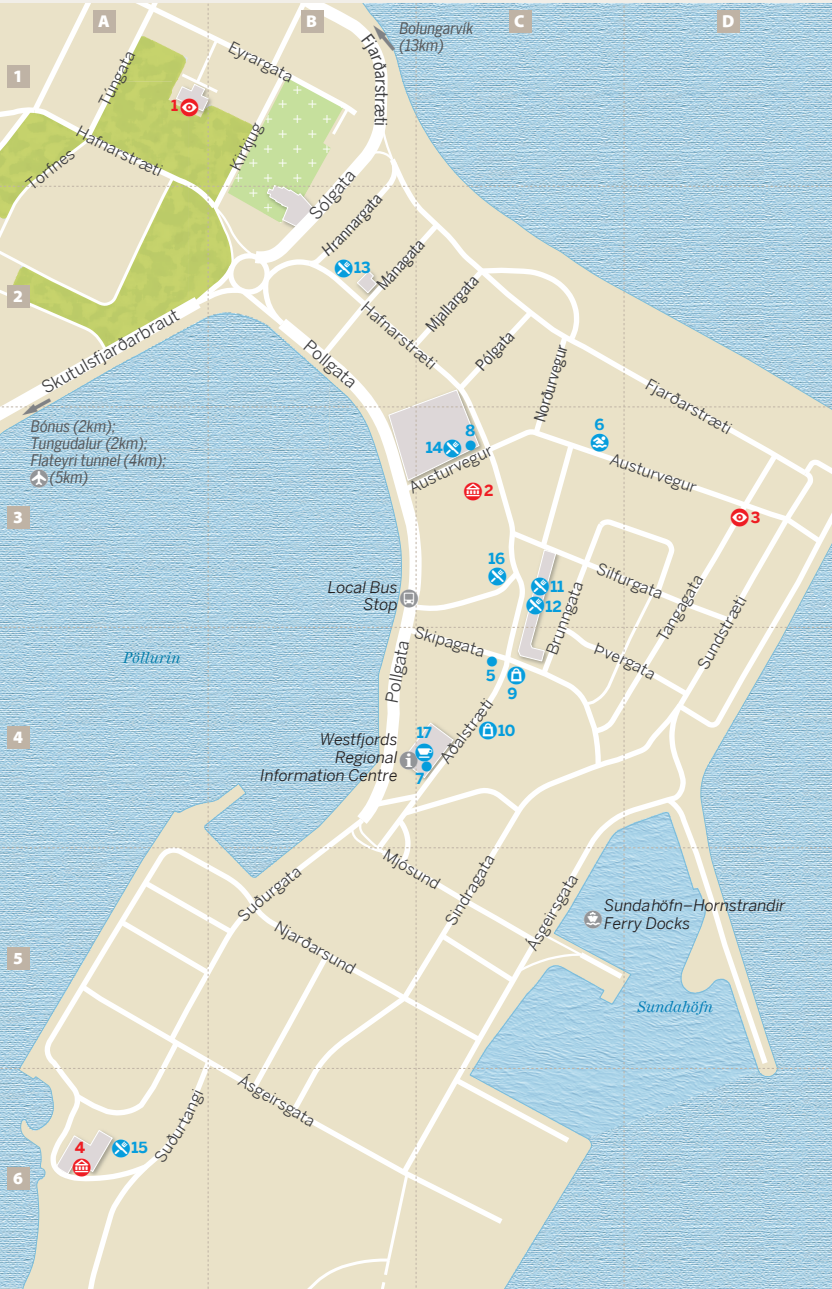 A
B
C
D
Bolungarvík
(13km)
1
Túngata
Eyrargata
Fjarðarstræti
1
Hafnarstræti
Kirkjug
Torfnes
Sólgata
Hrannargata
13
Mánagata
2
Mjallargata
Hafnarstræti
Skutulsfjarðarbraut
Pollgata
Pólgata
Norðurvegur
Fjarðarstræti
Bónus (2km);
Tungudalur (2km);
Flateyri tunnel (4km);
(5km)
8
14
6
Austurvegur
Austurvegur
2
3
3
16
Local Bus
Stop
11
12
Silfurgata
Brunngata
Tangagata
Sundstræti
Skipagata
Þvergata
Pöllurin
Pollgata
5
9
4
17
10
Aðalstræti
Westfjords
Regional
Information Centre
7
Mjósund
Sindragata
Ásgeirsgata
Suðurgata
Sundahöfn–Hornstrandir
Ferry Docks
Njarðarsund
5
Sundahöfn
Ásgeirsgata
Suðurtangi
4
15
6